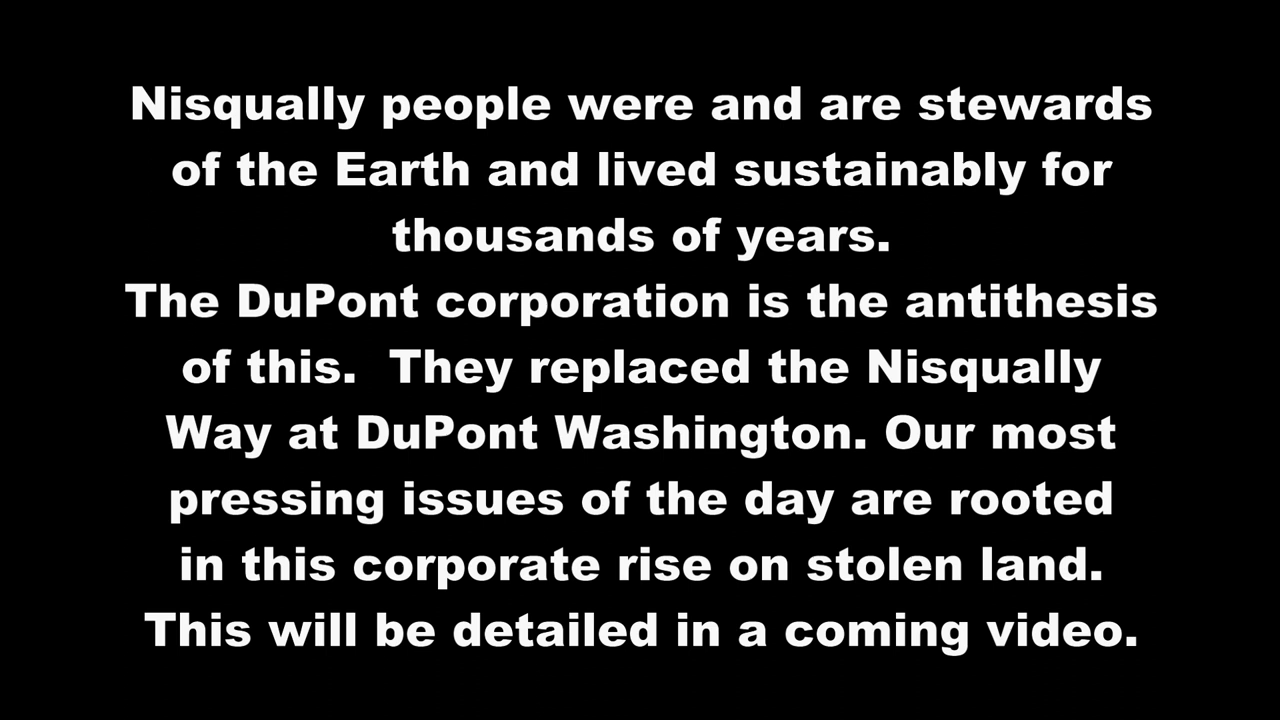 Nisqually people were and are stewards
of the Earth and lived sustainably for
thousands of years.
The DuPont corporation is the antithesis
of this.  They replaced the Nisqually
Way at DuPont Washington. Our most
pressing issues of the day are rooted
in this corporate rise on stolen land.
This will be detailed in a coming video.